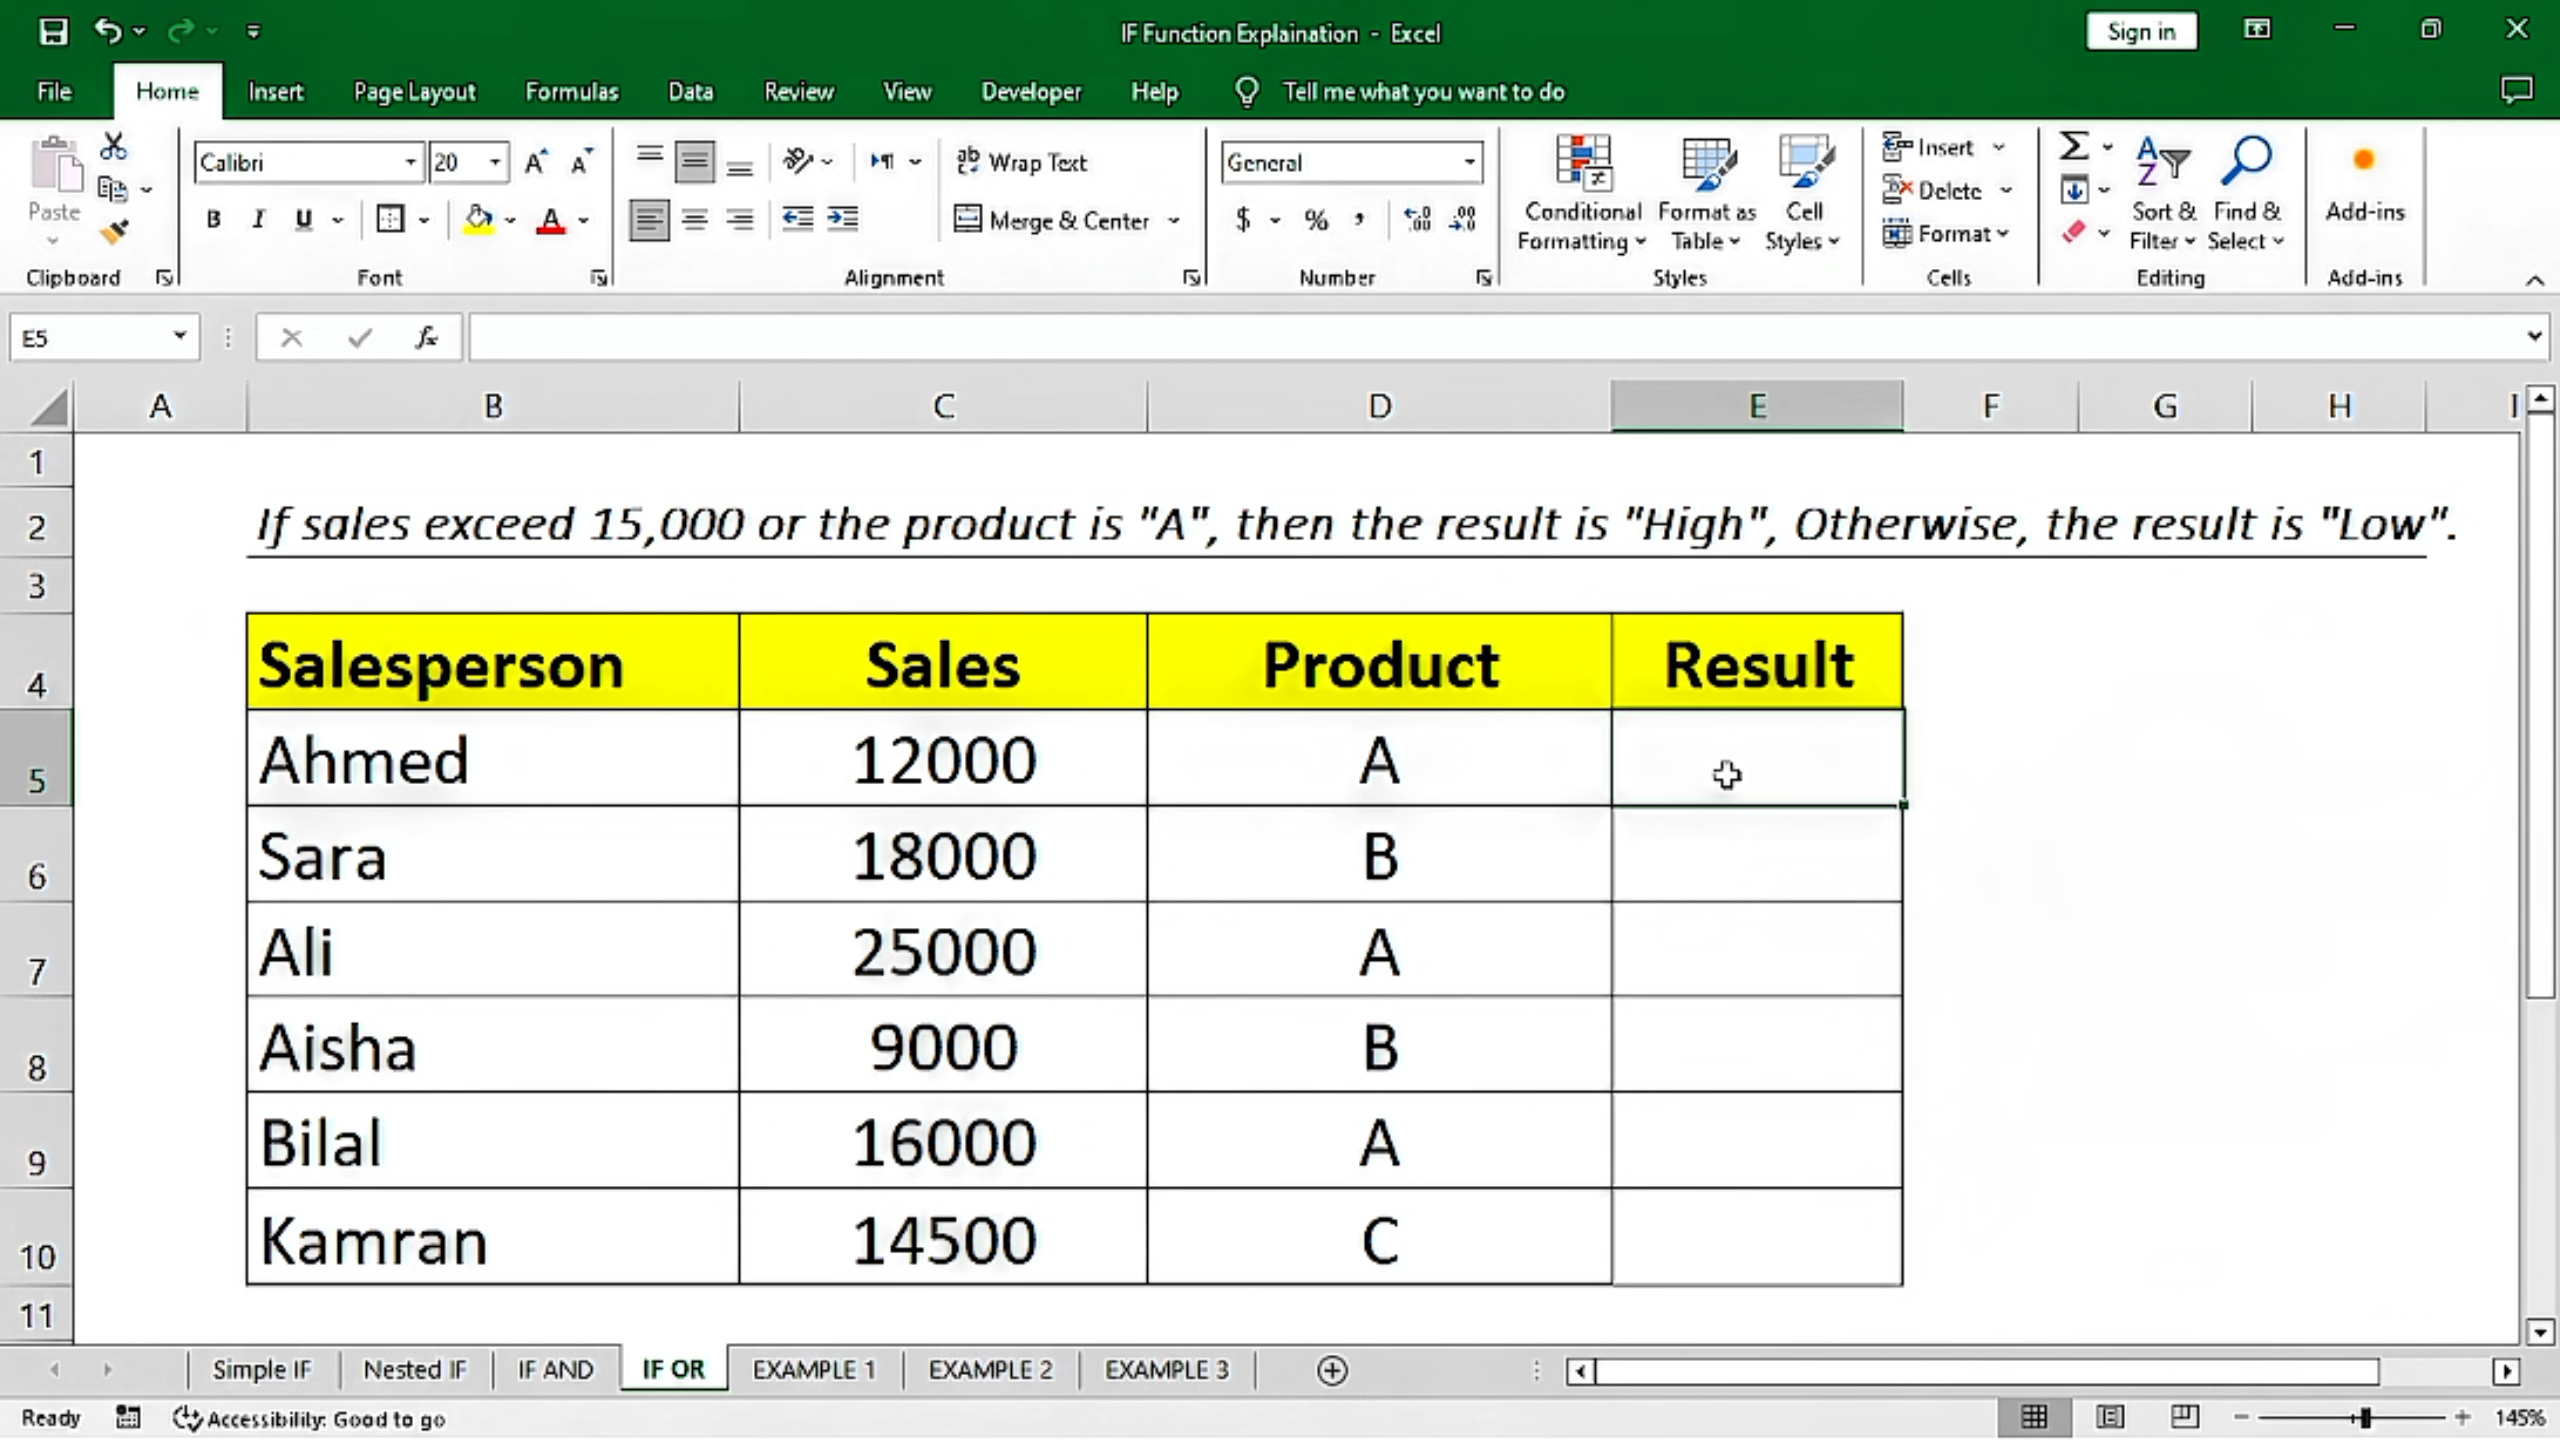 IF Function Explaination - Excel
Sign in
File Home Insert Page Layout Formulas Data Review View Developer Help Tell me what you want to do
Paste
Clipboard
Calibri 20
B I U A
Font
ab Wrap Text
Merge & Center
Alignment
General
$ % ,
Number
Conditional Formatting
Format as Table
Cell Styles
Styles
Insert
Delete
Format
Cells
Sort & Filter
Find & Select
Editing
Add-ins
Add-ins
E5 fx
A B C D E F G H I
1
2 If sales exceed 15,000 or the product is "A", then the result is "High", Otherwise, the result is "Low".
3
4 Salesperson Sales Product Result
5 Ahmed 12000 A
6 Sara 18000 B
7 Ali 25000 A
8 Aisha 9000 B
9 Bilal 16000 A
10 Kamran 14500 C
11
Simple IF Nested IF IF AND IF OR EXAMPLE 1 EXAMPLE 2 EXAMPLE 3
Ready Accessibility: Good to go 145%